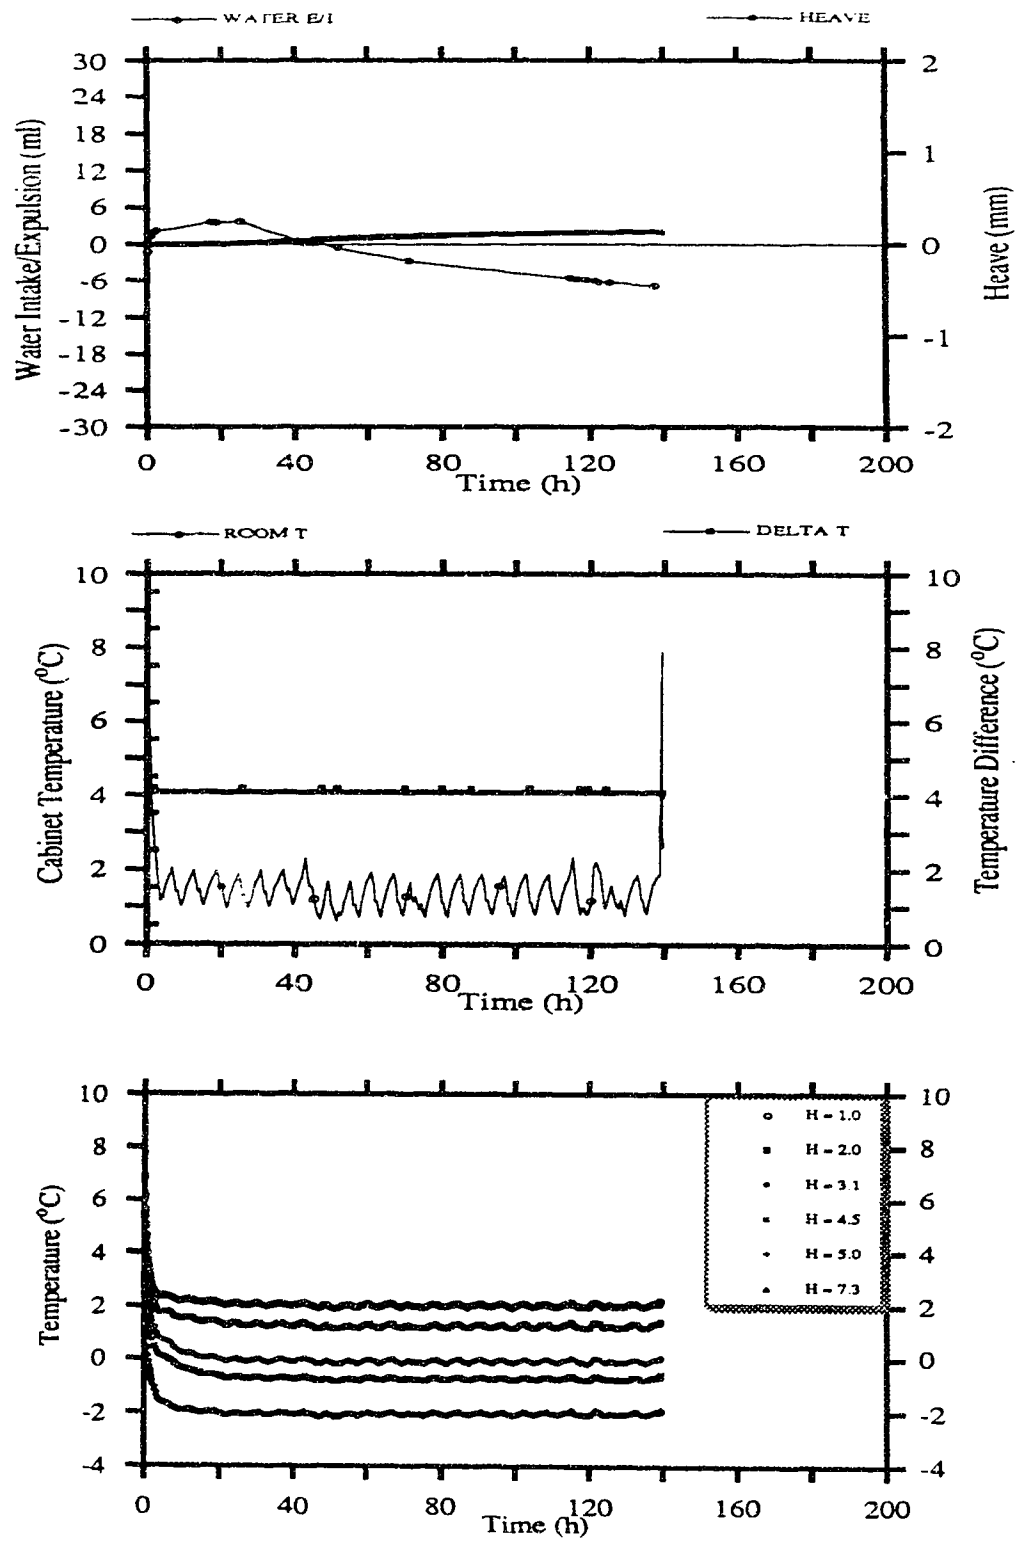 WATER E/I HEAVE
30 2
24
18
12 1
6
0 0
-6
-12 -1
-18
-24
-30 -2
Water Intake/Expulsion (ml)
Heave (mm)
0 40 80 120 160 200
Time (h)
ROOM T DELTA T
10 10
8 8
6 6
4 4
2 2
0 0
Cabinet Temperature (⁰C)
Temperature Difference (⁰C)
0 40 80 120 160 200
Time (h)
10 10
8 8
6 6
4 4
2 2
0 0
-2 -2
-4 -4
Temperature (⁰C)
H = 1.0
H = 2.0
H = 3.1
H = 4.5
H = 5.0
H = 7.3
0 40 80 120 160 200
Time (h)